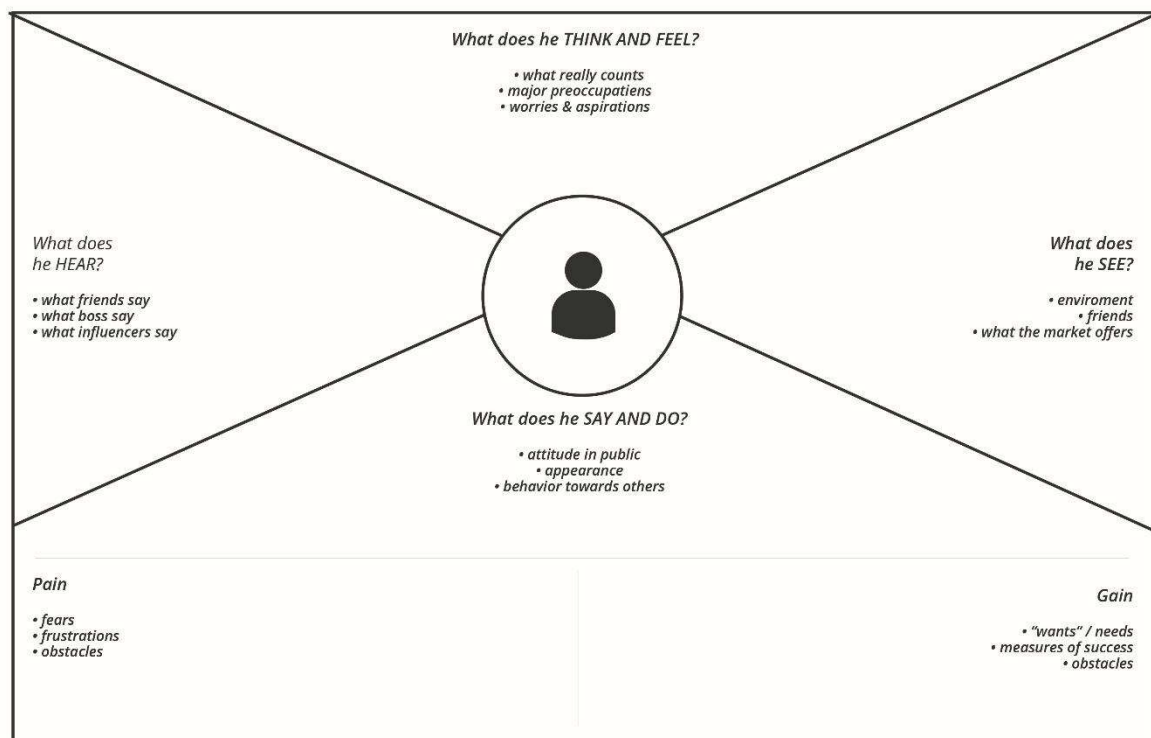 What does he THINK AND FEEL?
• what really counts
• major preoccupatiens
• worries & aspirations
What does
he HEAR?
• what friends say
• what boss say
• what influencers say
What does
he SEE?
• enviroment
• friends
• what the market offers
What does he SAY AND DO?
• attitude in public
• appearance
• behavior towards others
Pain
• fears
• frustrations
• obstacles
Gain
• “wants” / needs
• measures of success
• obstacles